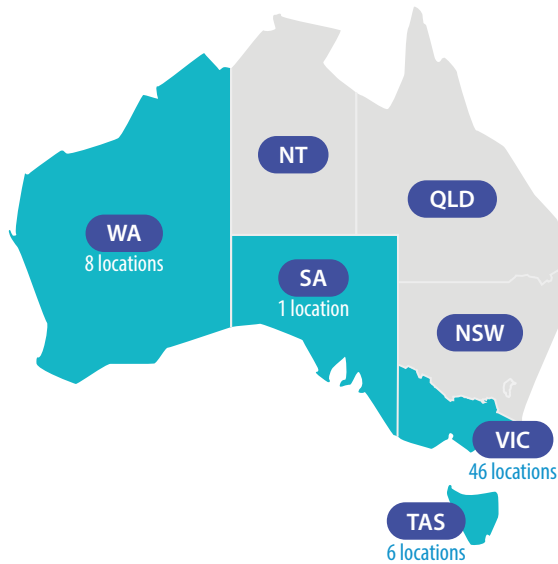 NT
QLD
WA
8 locations
SA
1 location
NSW
VIC
46 locations
TAS
6 locations